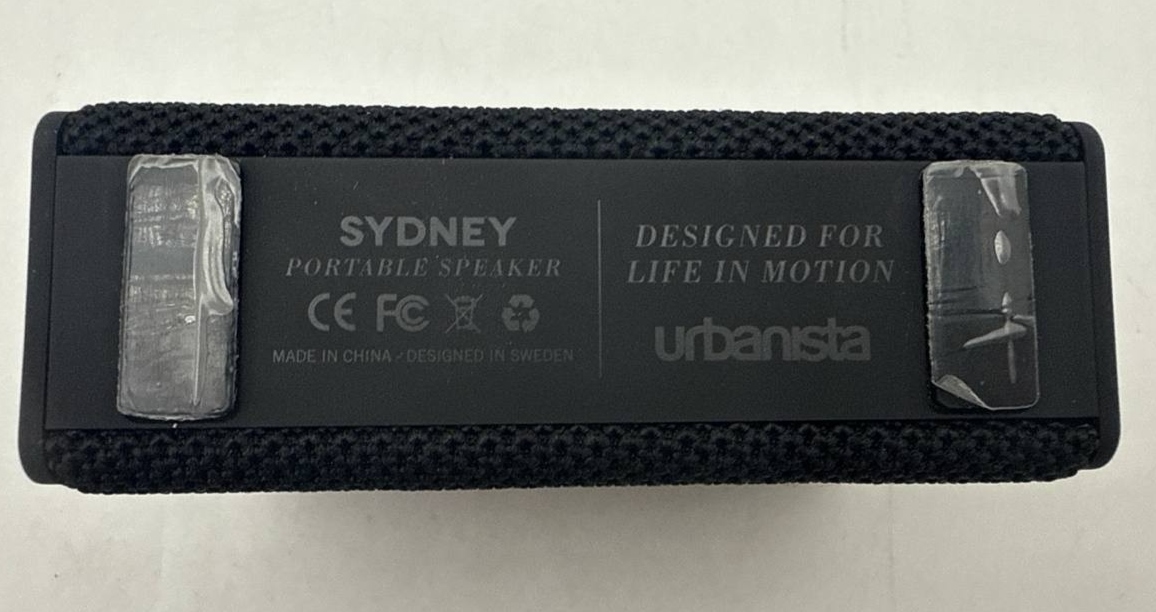 SYDNEY
PORTABLE SPEAKER
CE FC
MADE IN CHINA - DESIGNED IN SWEDEN
DESIGNED FOR
LIFE IN MOTION
urbanista